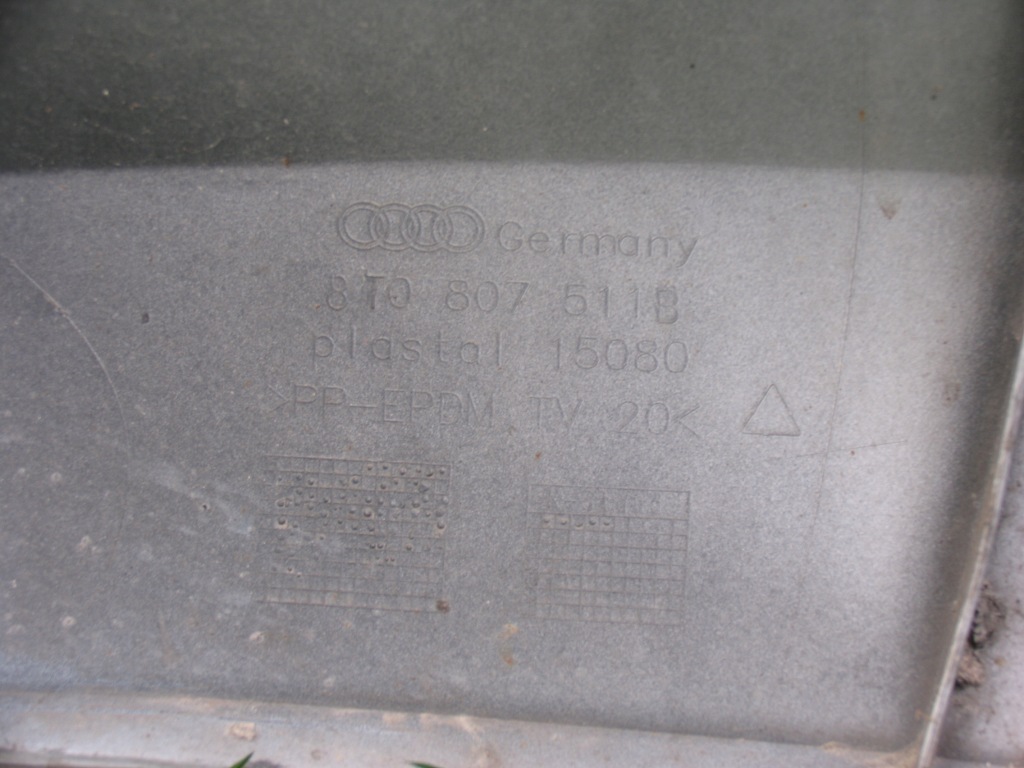 Germany
8T0 807 511B
plastal 15080
>PP-EPDM TV 20<